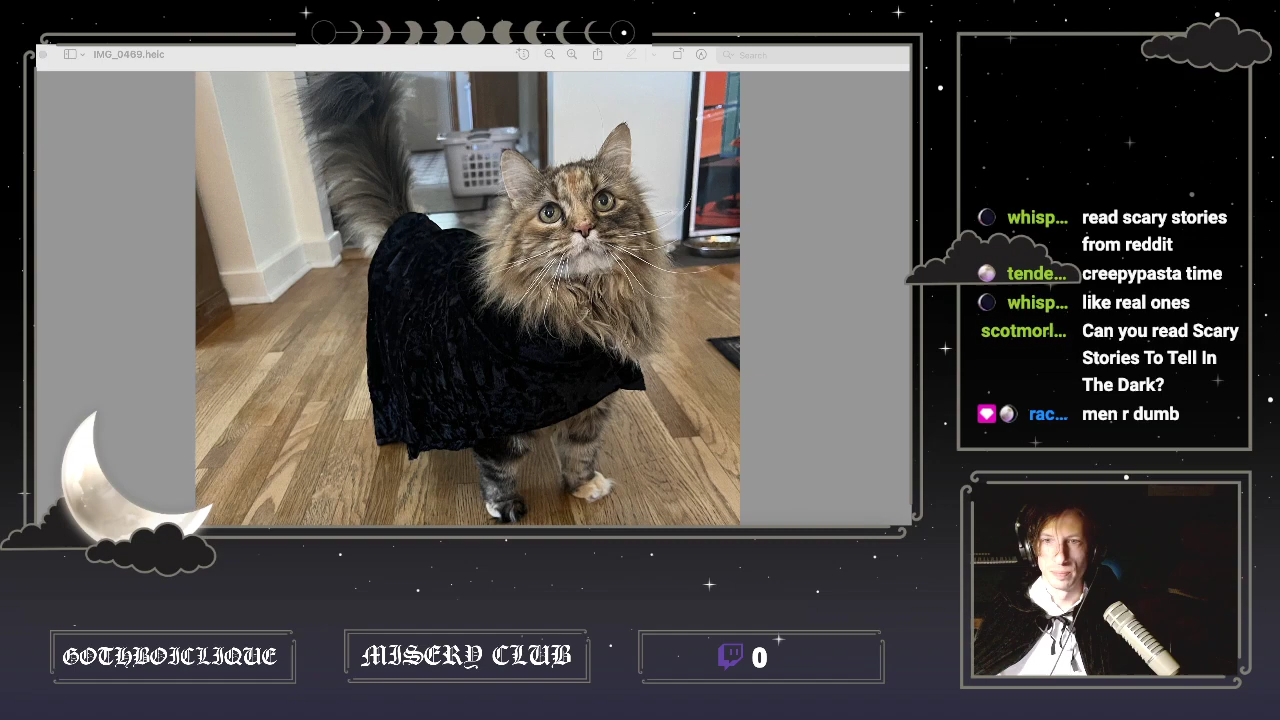 IMG_0469.heic
Search
whisp... read scary stories
from reddit
tende... creepypasta time
whisp... like real ones
scotmorl... Can you read Scary
Stories To Tell In
The Dark?
rac... men r dumb
GOTHBOICLIQUE
MISERY CLUB
0